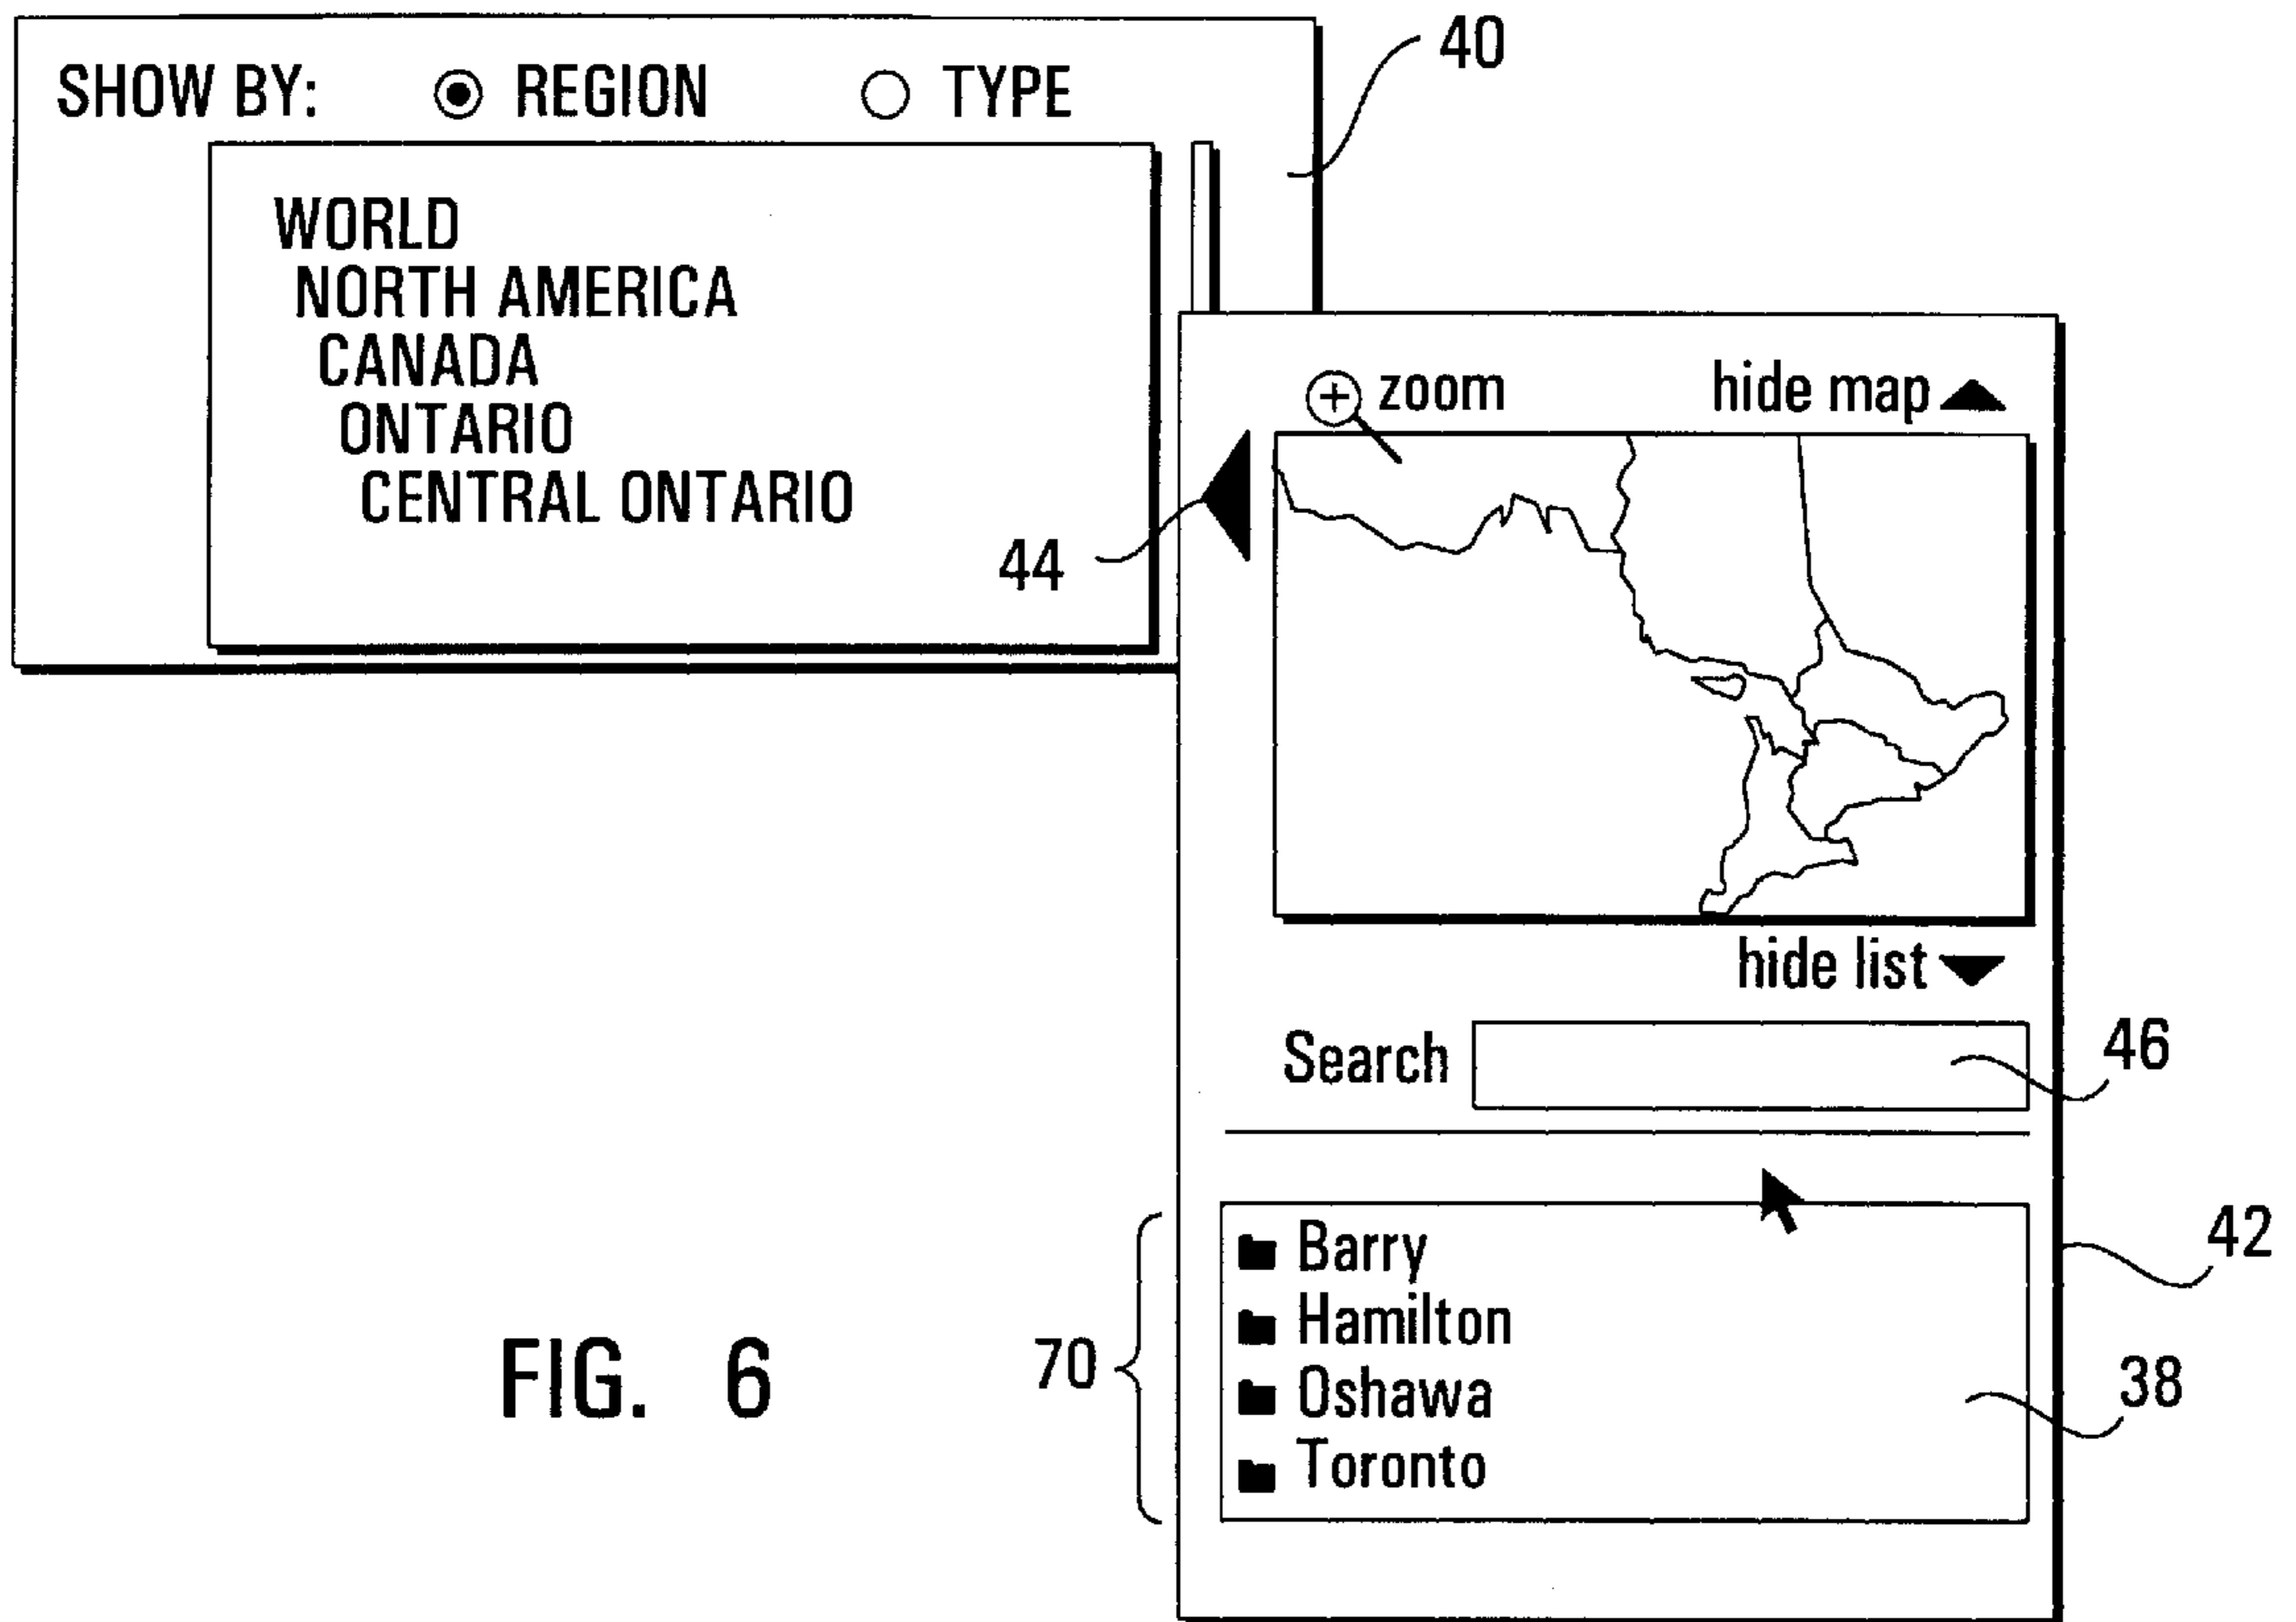 40
SHOW BY: REGION TYPE
WORLD
NORTH AMERICA
CANADA
ONTARIO
CENTRAL ONTARIO
44
zoom hide map
hide list
Search
46
70
Barry
Hamilton
Oshawa
Toronto
42
38
FIG. 6